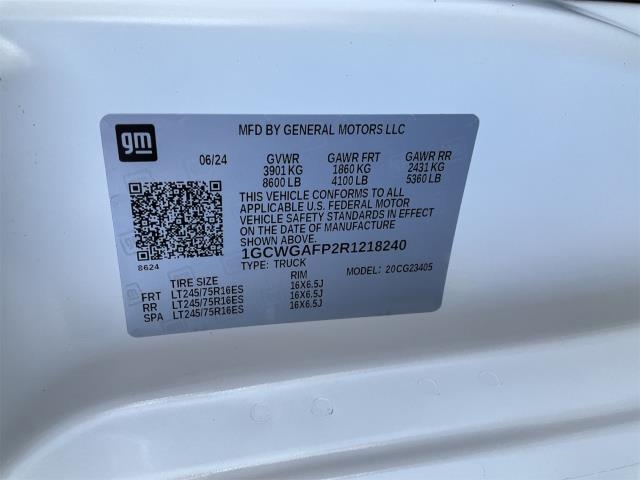 gm
MFD BY GENERAL MOTORS LLC
06/24 GVWR GAWR FRT GAWR RR
3901 KG 1860 KG 2431 KG
8600 LB 4100 LB 5360 LB
THIS VEHICLE CONFORMS TO ALL
APPLICABLE U.S. FEDERAL MOTOR
VEHICLE SAFETY STANDARDS IN EFFECT
ON THE DATE OF MANUFACTURE
SHOWN ABOVE.
1GCWGAFP2R1218240
8624 TYPE: TRUCK MODEL: 20CG23405
TIRE SIZE RIM
FRT LT245/75R16ES 16X6.5J
RR LT245/75R16ES 16X6.5J
SPA LT245/75R16ES 16X6.5J